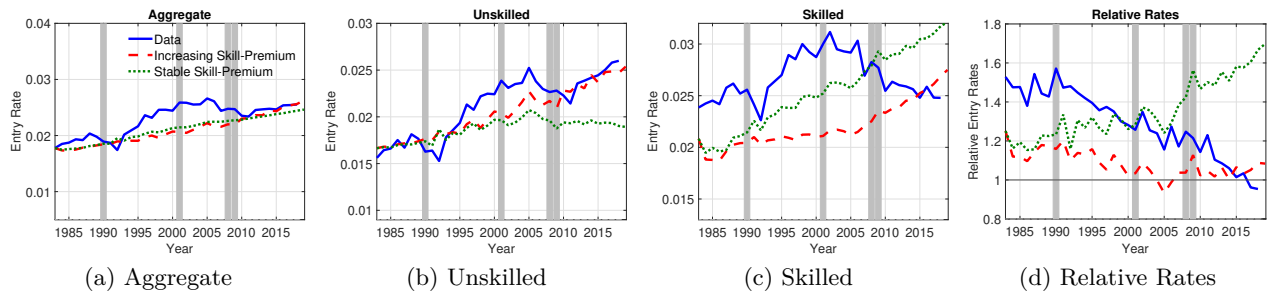 Aggregate
0.04
0.03
0.02
0.01
Entry Rate
Data
Increasing Skill-Premium
Stable Skill-Premium
1985 1990 1995 2000 2005 2010 2015
Year
(a) Aggregate
Unskilled
0.03
0.025
0.02
0.015
0.01
Entry Rate
1985 1990 1995 2000 2005 2010 2015
Year
(b) Unskilled
Skilled
0.03
0.025
0.02
0.015
Entry Rate
1985 1990 1995 2000 2005 2010 2015
Year
(c) Skilled
Relative Rates
1.8
1.6
1.4
1.2
1
0.8
Relative Entry Rates
1985 1990 1995 2000 2005 2010 2015
Year
(d) Relative Rates